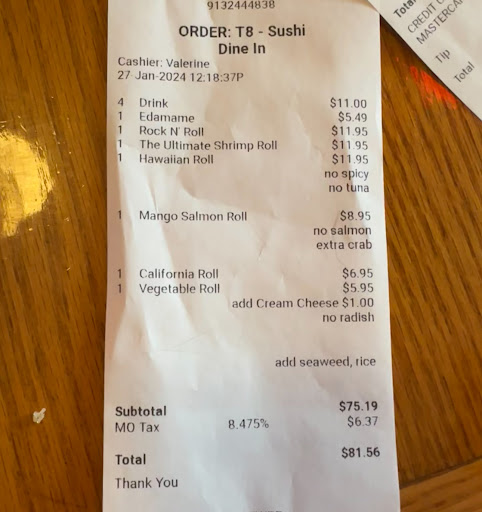 9132444838
ORDER: T8 - Sushi
Dine In
Cashier: Valerine
27 Jan-2024 12:18:37P
4 Drink $11.00
1 Edamame $5.49
1 Rock N' Roll $11.95
1 The Ultimate Shrimp Roll $11.95
1 Hawaiian Roll $11.95
no spicy
no tuna
1 Mango Salmon Roll $8.95
no salmon
extra crab
1 California Roll $6.95
1 Vegetable Roll $5.95
add Cream Cheese $1.00
no radish
add seaweed, rice
Subtotal $75.19
MO Tax 8.475% $6.37
Total $81.56
Thank You
Total
CREDIT
MASTERCA
Tip
Total